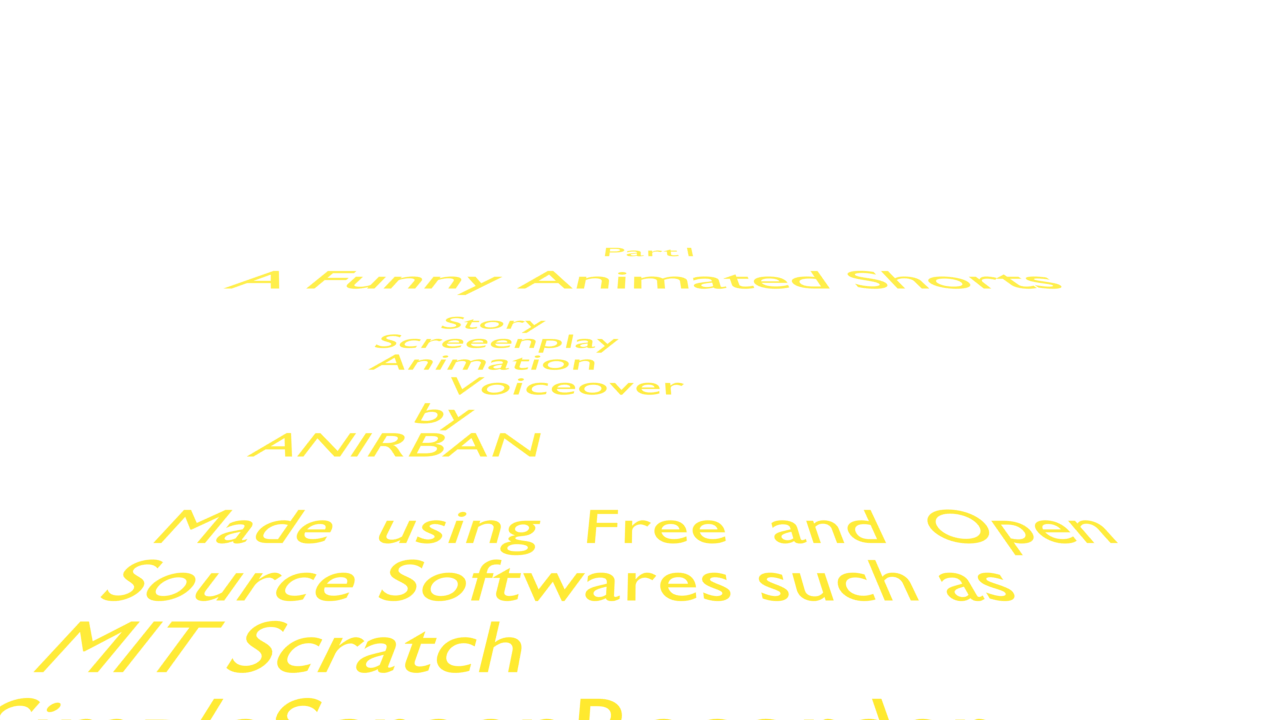 Part I
A Funny Animated Shorts
Story
Screeenplay
Animation
Voiceover
by
ANIRBAN
Made using Free and Open
Source Softwares such as
MIT Scratch
SimpleScreenRecorder